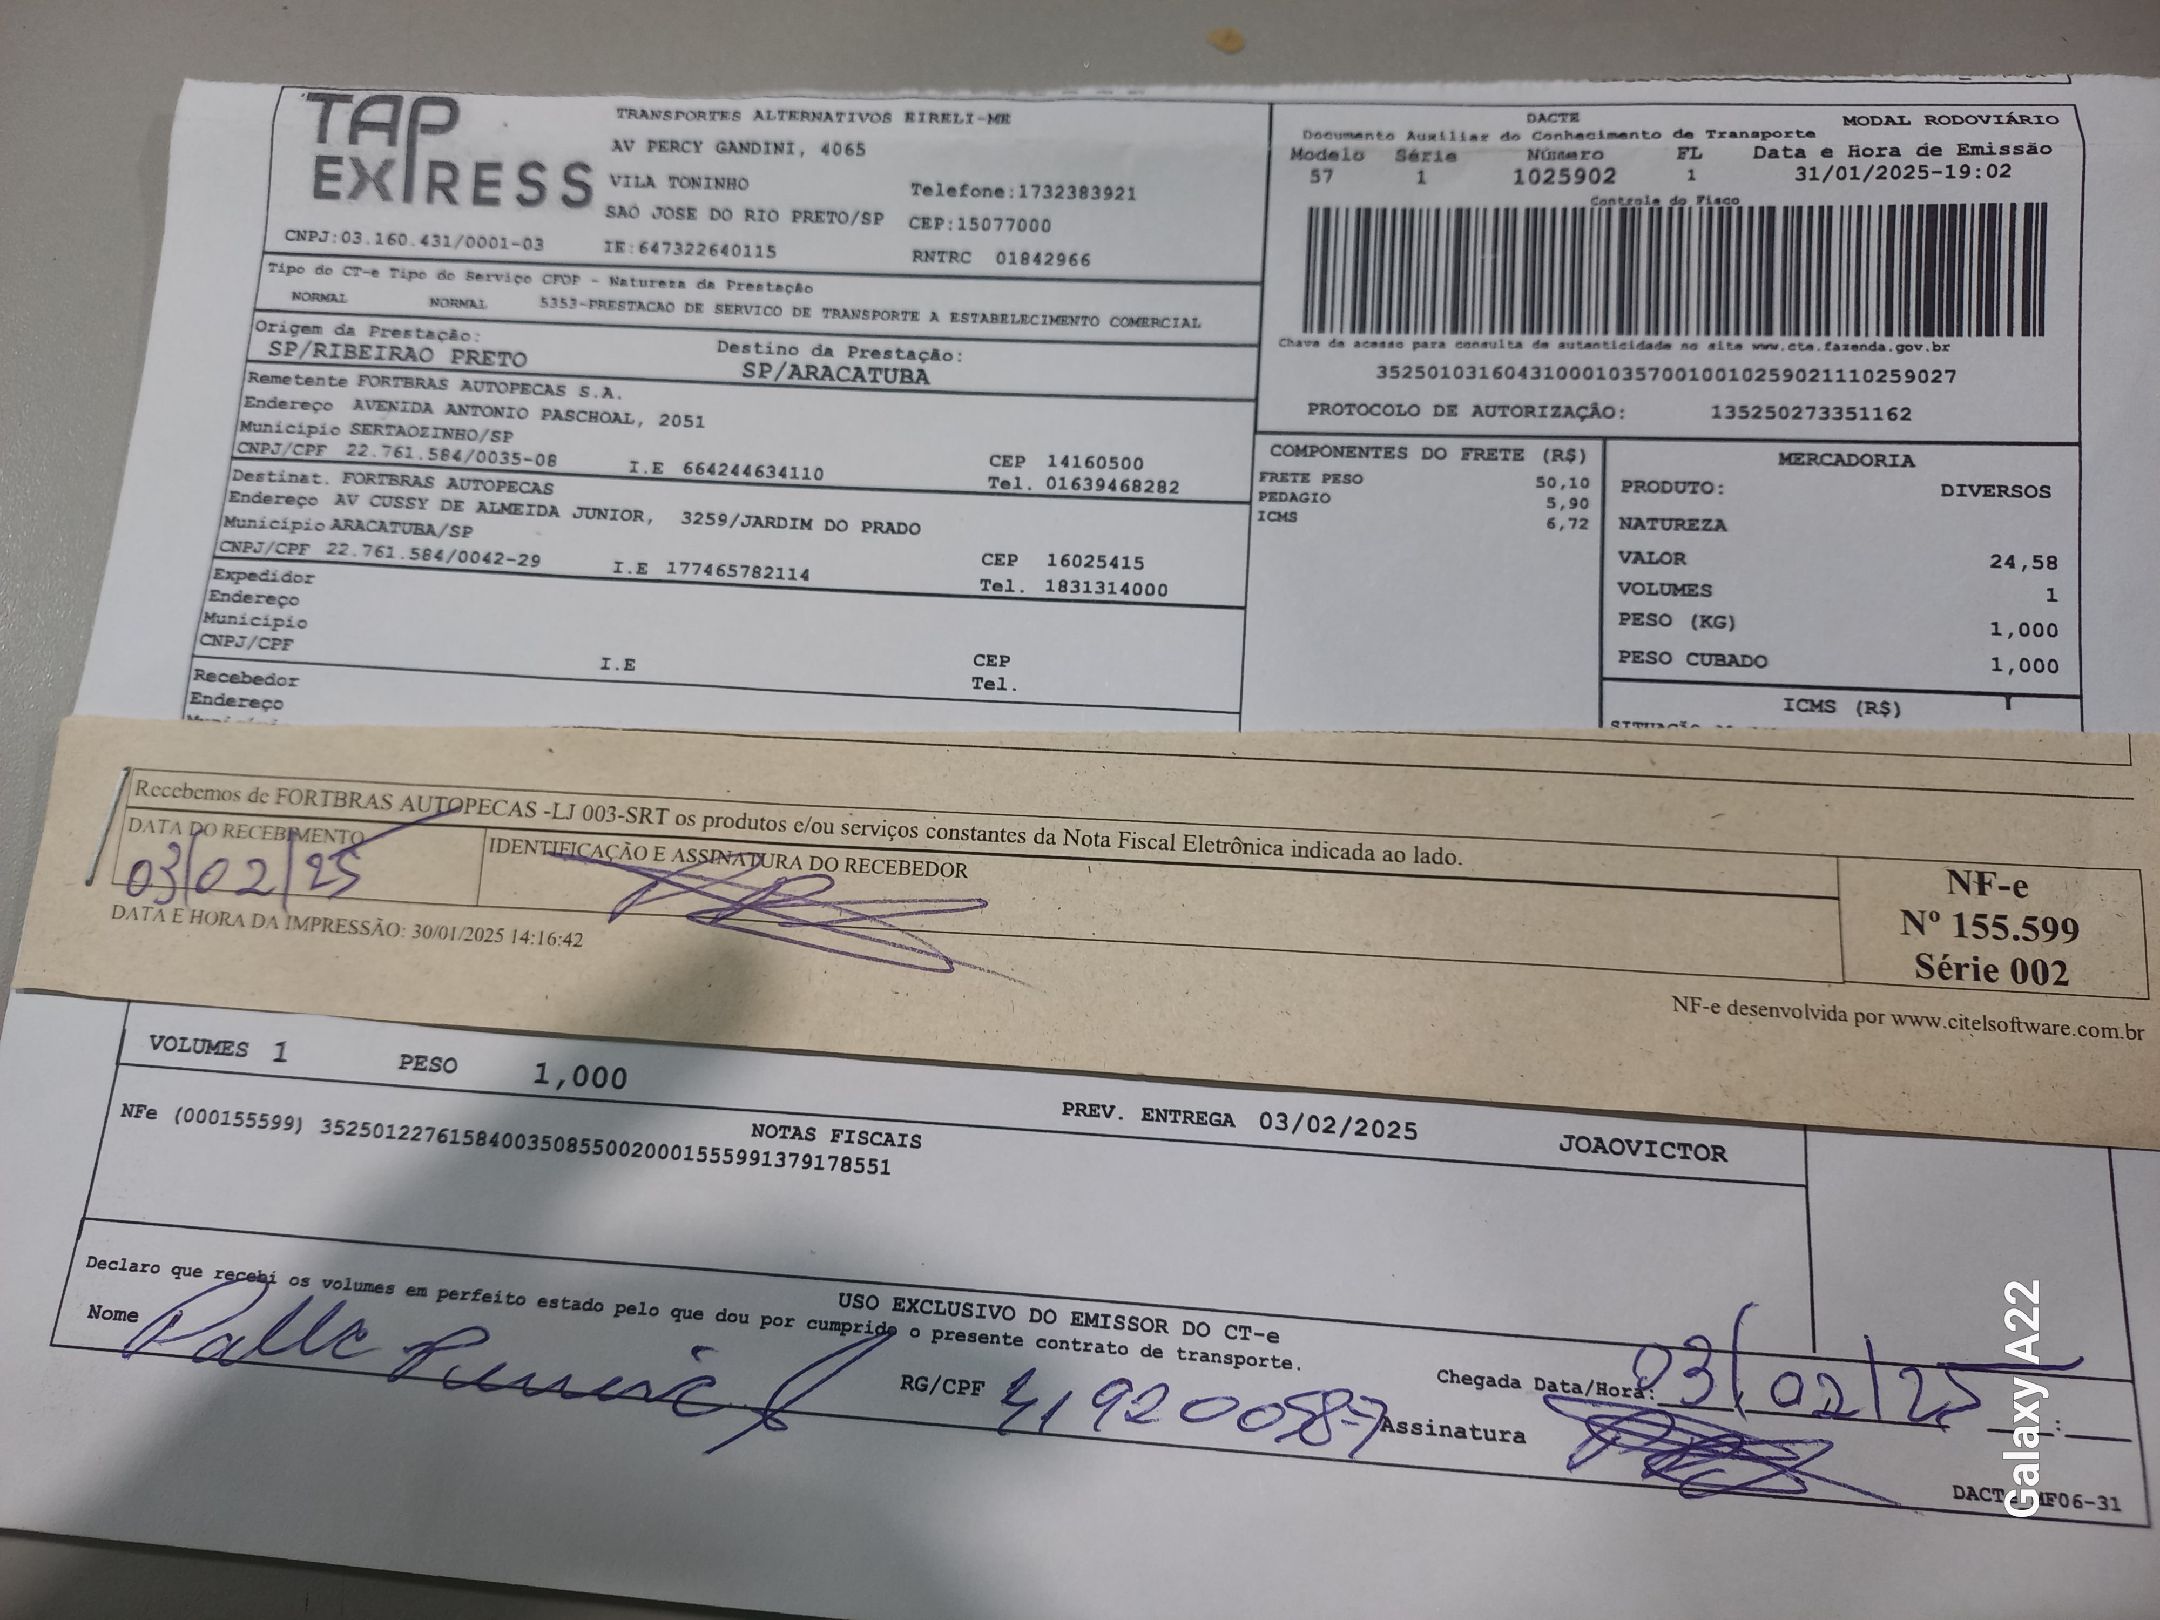 TAP EXPRESS
TRANSPORTES ALTERNATIVOS EIRELI-ME
AV PERCY GANDINI, 4065
VILA TONINHO
Telefone:1732383921
SAO JOSE DO RIO PRETO/SP CEP:15077000
CNPJ:03.160.431/0001-03 IE:647322640115 RNTRC 01842966
DACTE MODAL RODOVIÁRIO
Documento Auxiliar do Conhecimento de Transporte
Modelo Série Número FL Data e Hora de Emissão
57 1 1025902 1 31/01/2025-19:02
Controle do Fisco
Chave de acesso para consulta de autenticidade no site www.cte.fazenda.gov.br
35250103160431000103570010010259021110259027
PROTOCOLO DE AUTORIZAÇÃO: 135250273351162
Tipo do CT-e Tipo do Serviço CFOP - Natureza da Prestação
NORMAL NORMAL 5353-PRESTACAO DE SERVICO DE TRANSPORTE A ESTABELECIMENTO COMERCIAL
Origem da Prestação: Destino da Prestação:
SP/RIBEIRAO PRETO SP/ARACATUBA
Remetente FORTBRAS AUTOPECAS S.A.
Endereço AVENIDA ANTONIO PASCHOAL, 2051
Município SERTAOZINHO/SP CEP 14160500
CNPJ/CPF 22.761.584/0035-08 I.E 664244634110 Tel. 01639468282
Destinat. FORTBRAS AUTOPECAS
Endereço AV CUSSY DE ALMEIDA JUNIOR, 3259/JARDIM DO PRADO
Município ARACATUBA/SP CEP 16025415
CNPJ/CPF 22.761.584/0042-29 I.E 177465782114 Tel. 1831314000
Expedidor
Endereço
Município CEP
CNPJ/CPF I.E Tel.
Recebedor
Endereço
COMPONENTES DO FRETE (R$)
FRETE PESO 50,10
PEDAGIO 5,90
ICMS 6,72
MERCADORIA
PRODUTO: DIVERSOS
NATUREZA
VALOR 24,58
VOLUMES 1
PESO (KG) 1,000
PESO CUBADO 1,000
ICMS (R$)
Recebemos de FORTBRAS AUTOPECAS -LJ 003-SRT os produtos e/ou serviços constantes da Nota Fiscal Eletrônica indicada ao lado.
DATA DO RECEBIMENTO IDENTIFICAÇÃO E ASSINATURA DO RECEBEDOR
03/02/25
DATA E HORA DA IMPRESSÃO: 30/01/2025 14:16:42
NF-e
Nº 155.599
Série 002
NF-e desenvolvida por www.citelsoftware.com.br
VOLUMES 1 PESO 1,000 PREV. ENTREGA 03/02/2025 JOAOVICTOR
NOTAS FISCAIS
NFe (000155599) 35250122761584003508550020001555991379178551
USO EXCLUSIVO DO EMISSOR DO CT-e
Declaro que recebi os volumes em perfeito estado pelo que dou por cumprido o presente contrato de transporte.
Nome RG/CPF 419200587 Chegada Data/Hora: 03/02/25 __:__
Assinatura
MF06-31
Galaxy A22